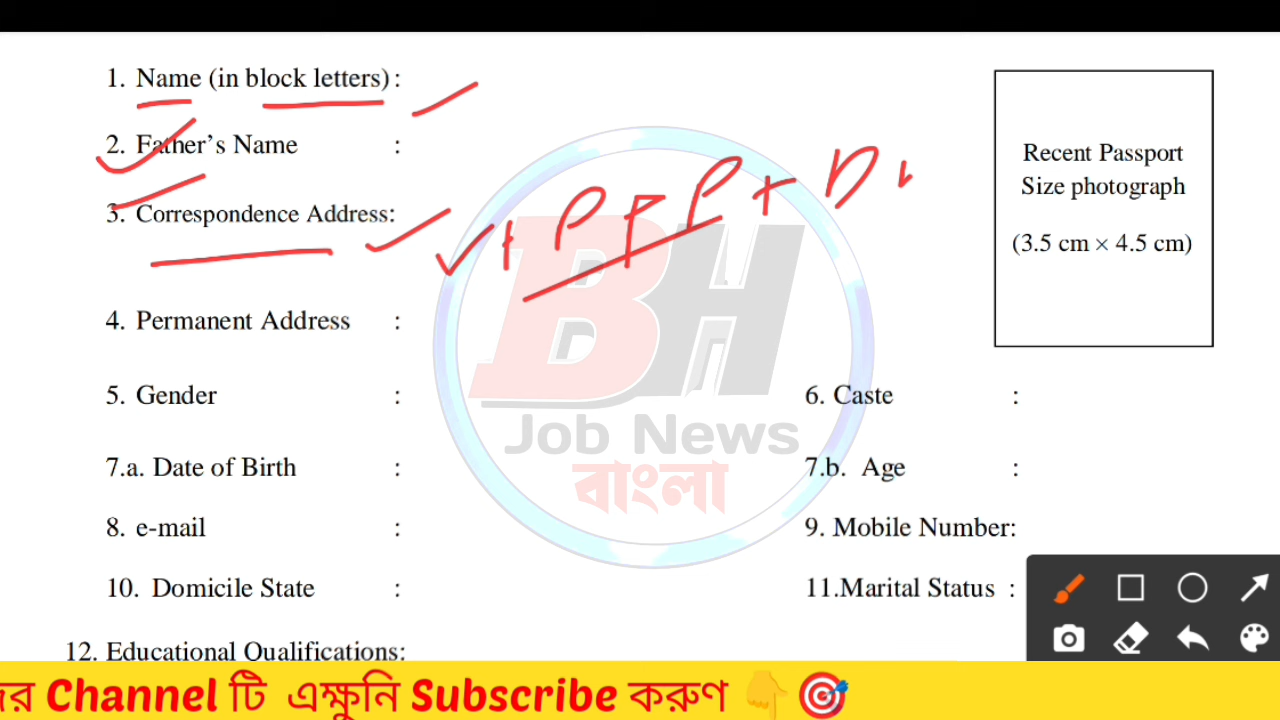 1. Name (in block letters) :
2. Father's Name :
3. Correspondence Address:
Recent Passport
Size photograph
(3.5 cm × 4.5 cm)
4. Permanent Address :
5. Gender :
6. Caste :
7.a. Date of Birth :
7.b. Age :
8. e-mail :
9. Mobile Number:
10. Domicile State :
11.Marital Status :
12. Educational Qualifications:
BH
Job News
বাংলা
Channel টি এক্ষুনি Subscribe করুণ 👇 🎯